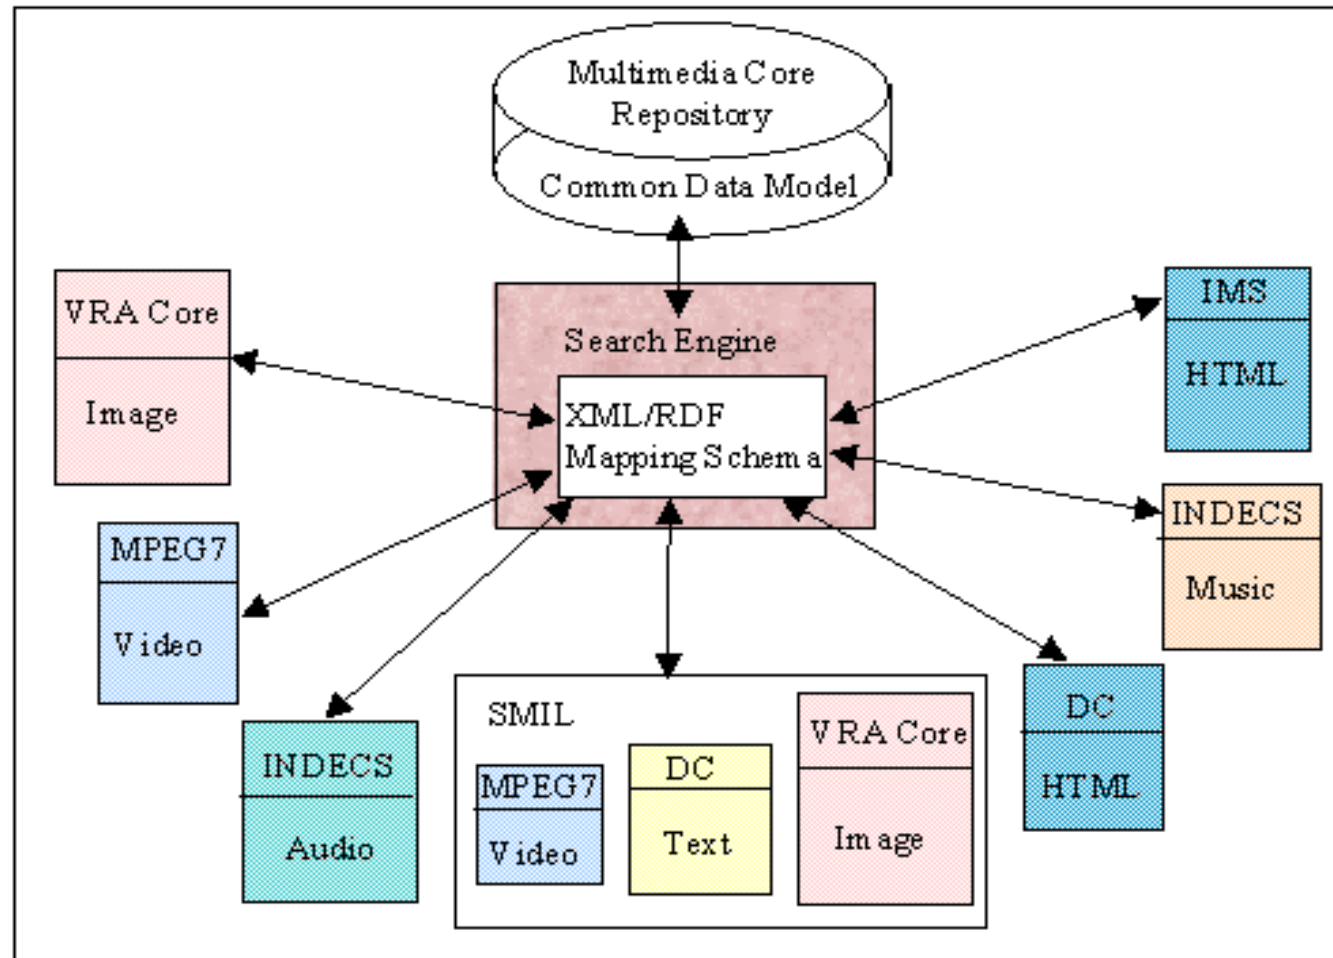 Multimedia Core
Repository
Common Data Model
Search Engine
XML/RDF
Mapping Schema
VRA Core
Image
MPEG7
Video
INDECS
Audio
SMIL
MPEG7
Video
DC
Text
VRA Core
Image
DC
HTML
INDECS
Music
IMS
HTML